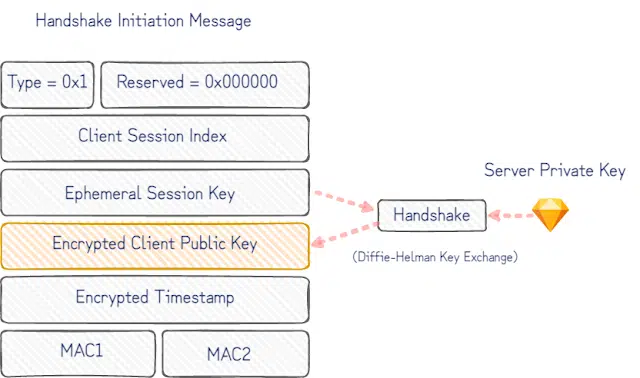 Handshake Initiation Message
Type = 0x1
Reserved = 0x000000
Client Session Index
Server Private Key
Ephemeral Session Key
Handshake
Encrypted Client Public Key
(Diffie-Helman Key Exchange)
Encrypted Timestamp
MAC1
MAC2